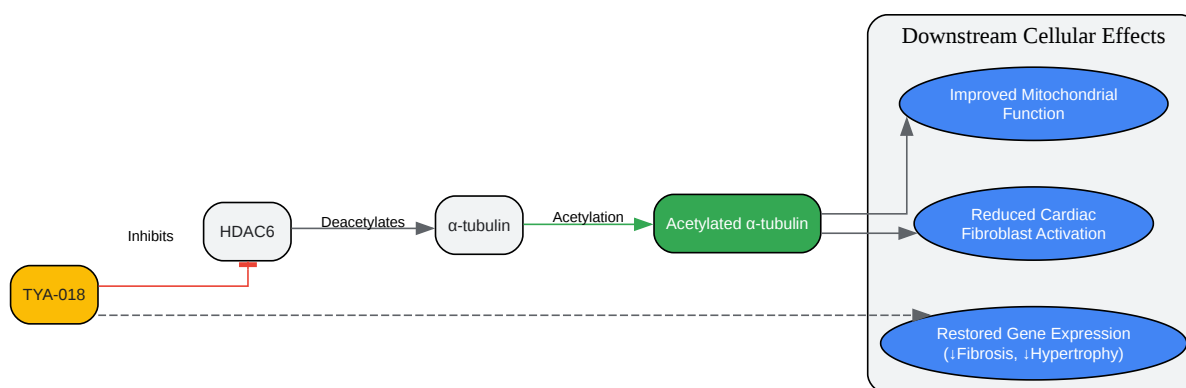 Downstream Cellular Effects
Improved Mitochondrial
Function
Inhibits
HDAC6
Deacetylates
α-tubulin
Acetylation
Acetylated α-tubulin
Reduced Cardiac
Fibroblast Activation
TYA-018
Restored Gene Expression
(↓Fibrosis, ↓Hypertrophy)